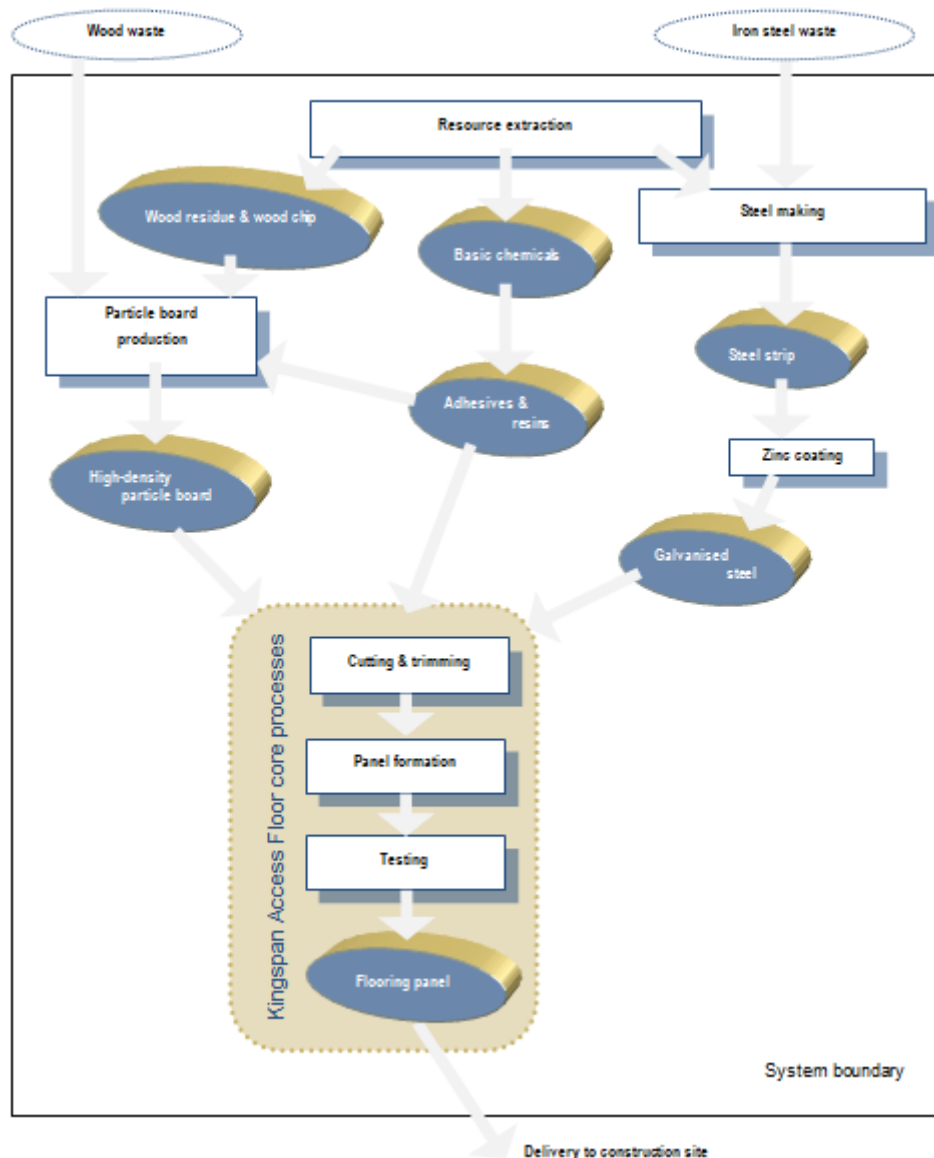 Wood waste
Iron steel waste
Resource extraction
Wood residue & wood chip
Basic chemicals
Steel making
Particle board
production
Steel strip
Adhesives &
resins
Zinc coating
High-density
particle board
Galvanised
steel
Kingspan Access Floor core processes
Cutting & trimming
Panel formation
Testing
Flooring panel
System boundary
Delivery to construction site